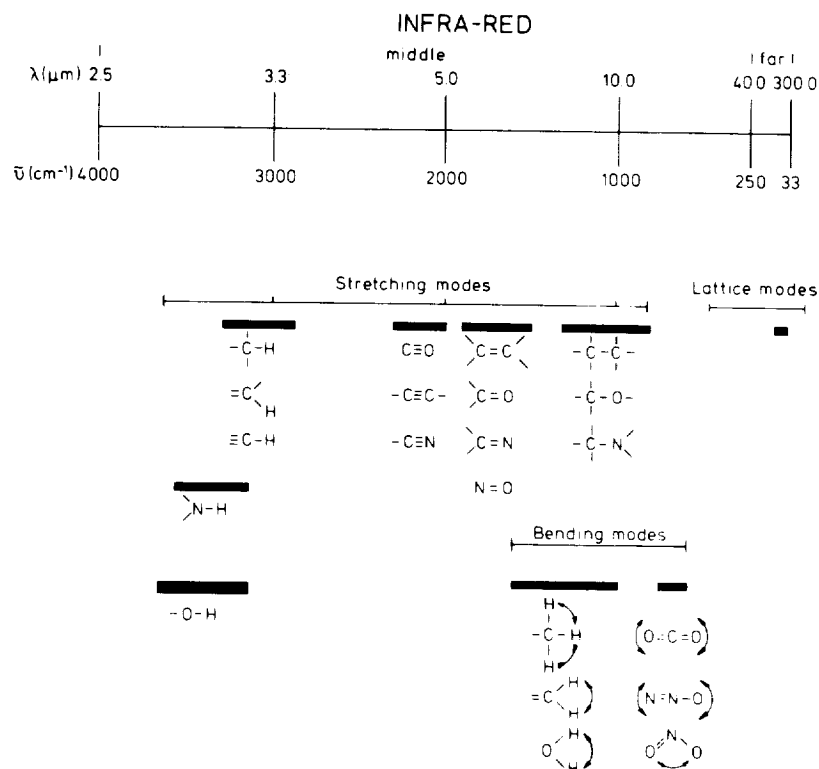 INFRA-RED
middle
I far I
λ(μm) 2.5 3.3 5.0 10.0 40.0 300.0
ῡ(cm⁻¹) 4000 3000 2000 1000 250 33
Stretching modes
Lattice modes
-C-H C≡O C=C -C-C-
=C H -C≡C- C=O -C-O-
≡C-H -C≡N C=N -C-N
N=O
N-H
Bending modes
-O-H
H
-C-H O=C=O
H
=C H H N=N-O
O H H O=N O